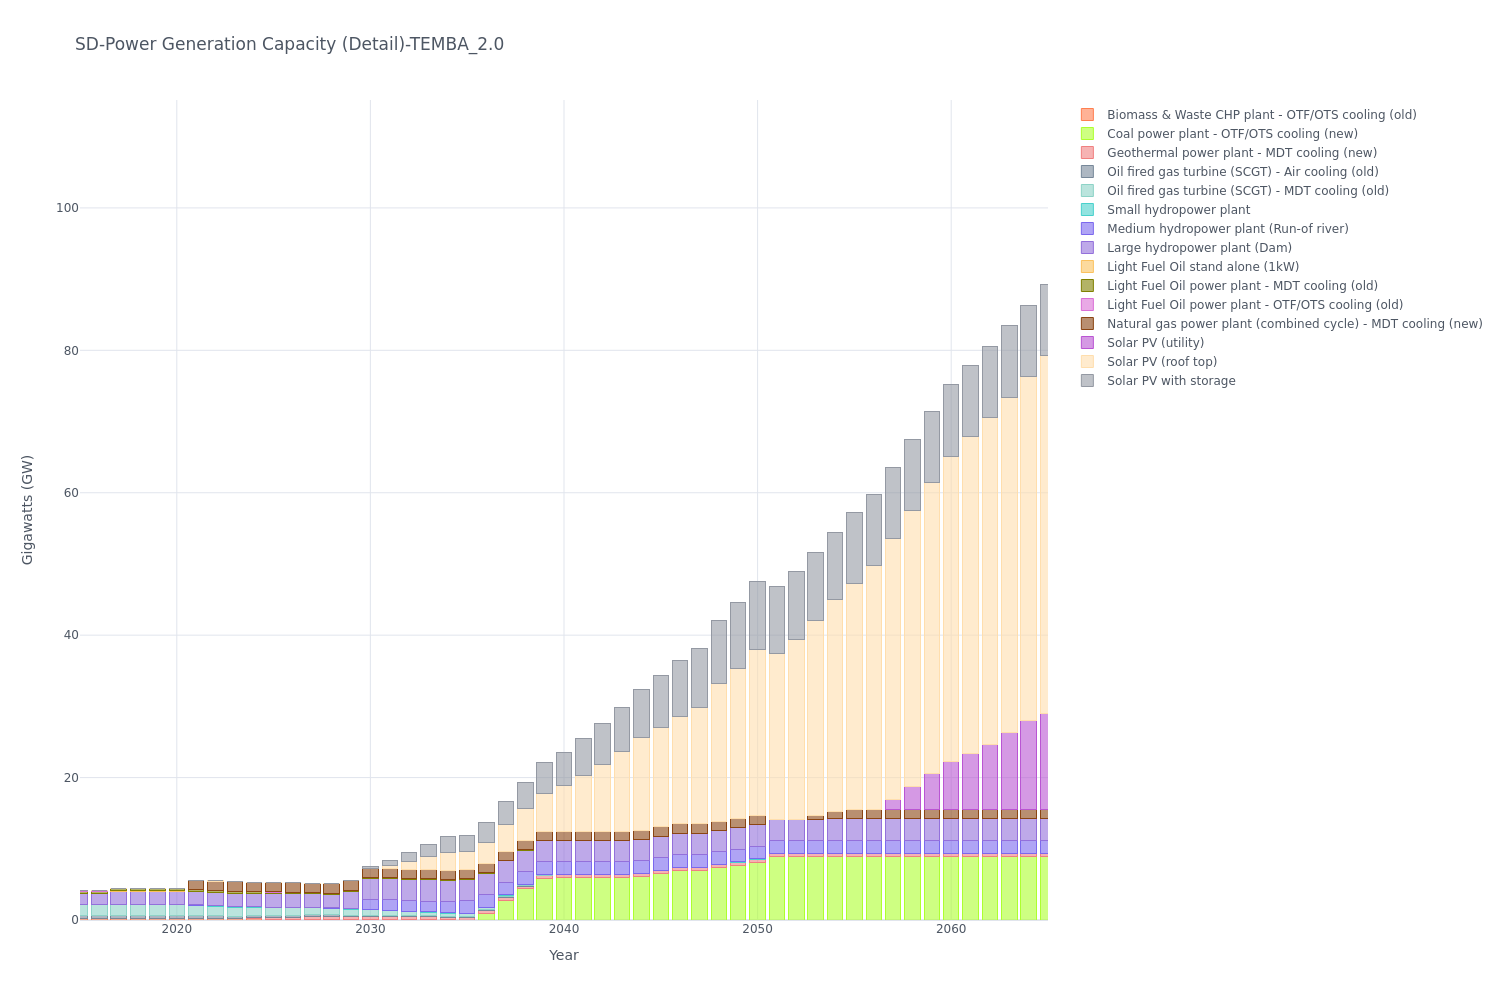 SD-Power Generation Capacity (Detail)-TEMBA_2.0
Biomass & Waste CHP plant - OTF/OTS cooling (old)
Coal power plant - OTF/OTS cooling (new)
Geothermal power plant - MDT cooling (new)
Oil fired gas turbine (SCGT) - Air cooling (old)
Oil fired gas turbine (SCGT) - MDT cooling (old)
Small hydropower plant
Medium hydropower plant (Run-of river)
Large hydropower plant (Dam)
Light Fuel Oil stand alone (1kW)
Light Fuel Oil power plant - MDT cooling (old)
Light Fuel Oil power plant - OTF/OTS cooling (old)
Natural gas power plant (combined cycle) - MDT cooling (new)
Solar PV (utility)
Solar PV (roof top)
Solar PV with storage
100
80
60
40
20
0
Gigawatts (GW)
2020 2030 2040 2050 2060
Year